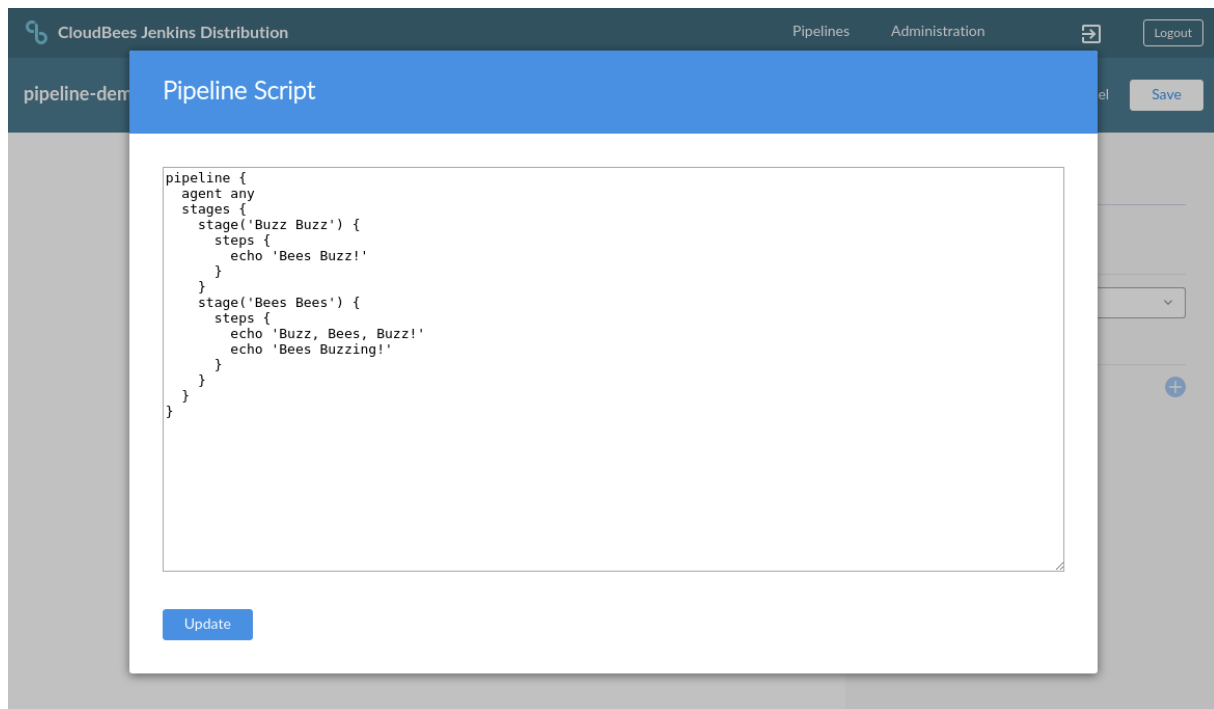 CloudBees Jenkins Distribution Pipelines Administration Logout
pipeline-dem Pipeline Script el Save
pipeline {
  agent any
  stages {
    stage('Buzz Buzz') {
      steps {
        echo 'Bees Buzz!'
      }
    }
    stage('Bees Bees') {
      steps {
        echo 'Buzz, Bees, Buzz!'
        echo 'Bees Buzzing!'
      }
    }
  }
}
Update